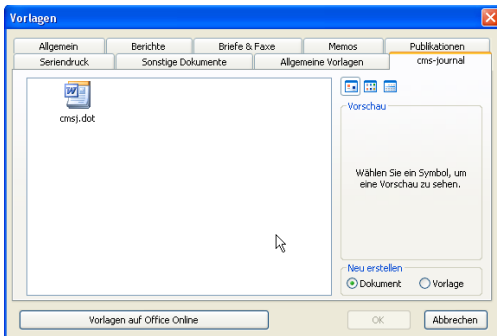 Vorlagen
Allgemein Berichte Briefe & Faxe Memos Publikationen
Seriendruck Sonstige Dokumente Allgemeine Vorlagen cms-journal
cmsj.dot
Vorschau
Wählen Sie ein Symbol, um
eine Vorschau zu sehen.
Neu erstellen
Dokument Vorlage
Vorlagen auf Office Online OK Abbrechen